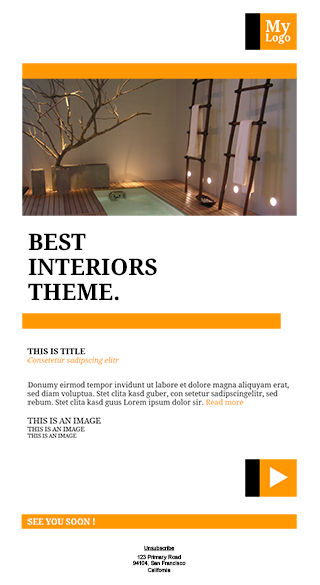 My
Logo
BEST
INTERIORS
THEME.
THIS IS TITLE
Consetetur sadipscing elitr
Donumy eirmod tempor invidunt ut labore et dolore magna aliquyam erat,
sed diam voluptua. Stet clita kasd guber, con setetur sadipscingelitr, sed
rebum. Stet clita kasd guus Lorem ipsum dolor sir. Read more
THIS IS AN IMAGE
THIS IS AN IMAGE
THIS IS AN IMAGE
SEE YOU SOON !
Unsubscribe
123 Primary Road
94104, San Francisco
California